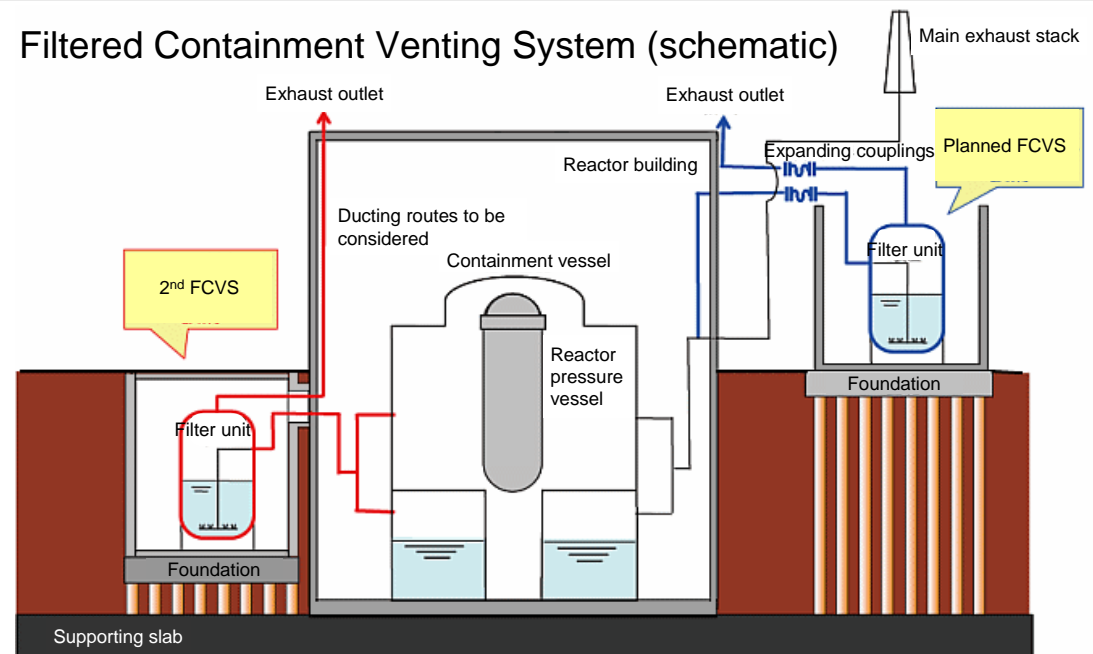 Filtered Containment Venting System (schematic)
Main exhaust stack
Exhaust outlet
Exhaust outlet
Expanding couplings
Planned FCVS
Reactor building
Ducting routes to be
considered
Containment vessel
Filter unit
2nd FCVS
Reactor
pressure
vessel
Foundation
Filter unit
Foundation
Supporting slab